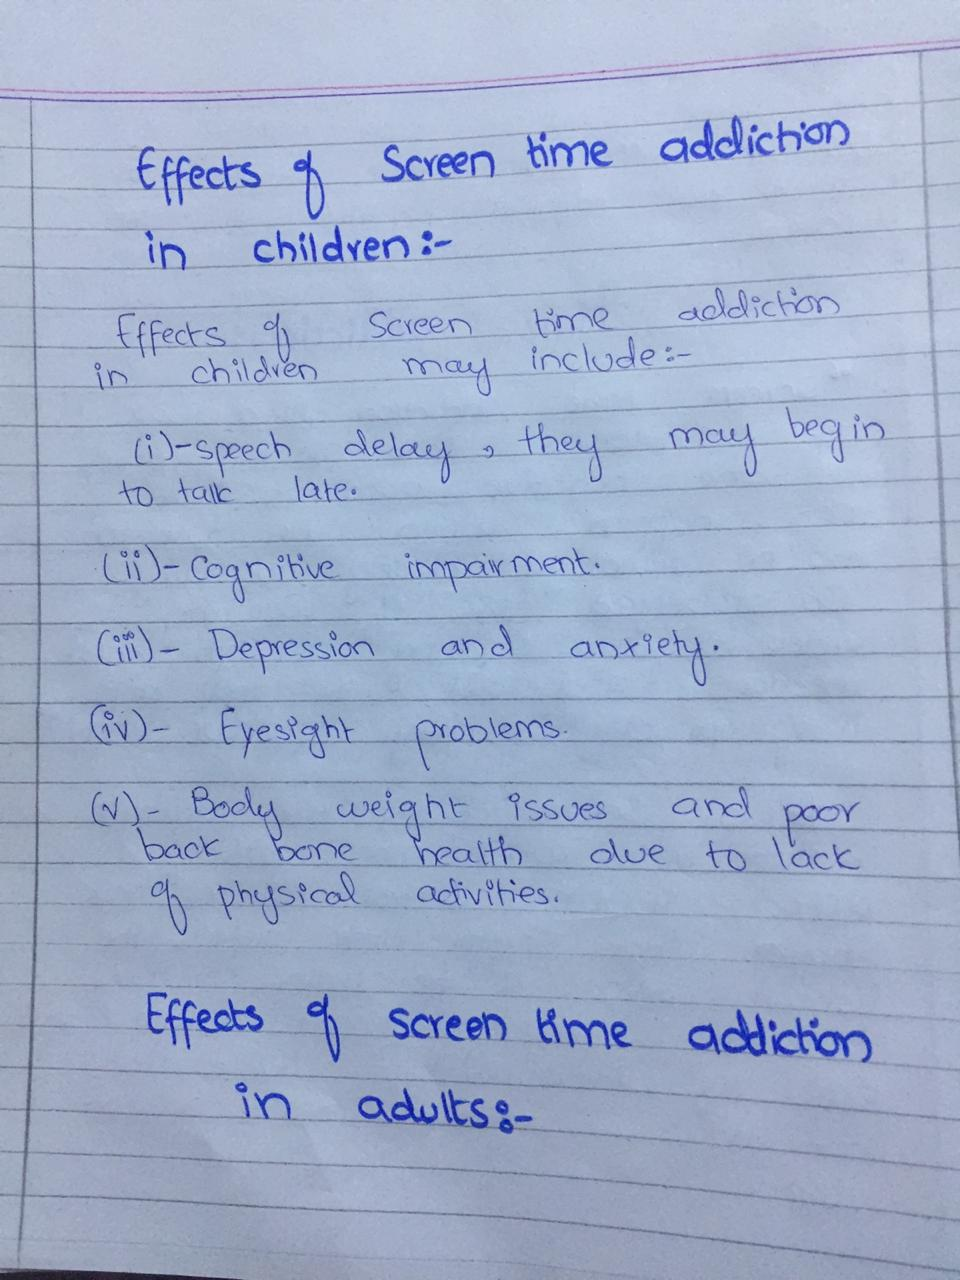 Effects of Screen time addiction
in children:-
Effects of Screen time addiction
in children may include:-
(i)-speech delay, they may begin
to talk late.
(ii)-Cognitive impairment.
(iii)- Depression and anxiety.
(iv)- Eyesight problems.
(v)- Body weight issues and poor
back bone health due to lack
of physical activities.
Effects of screen time addiction
in adults:-